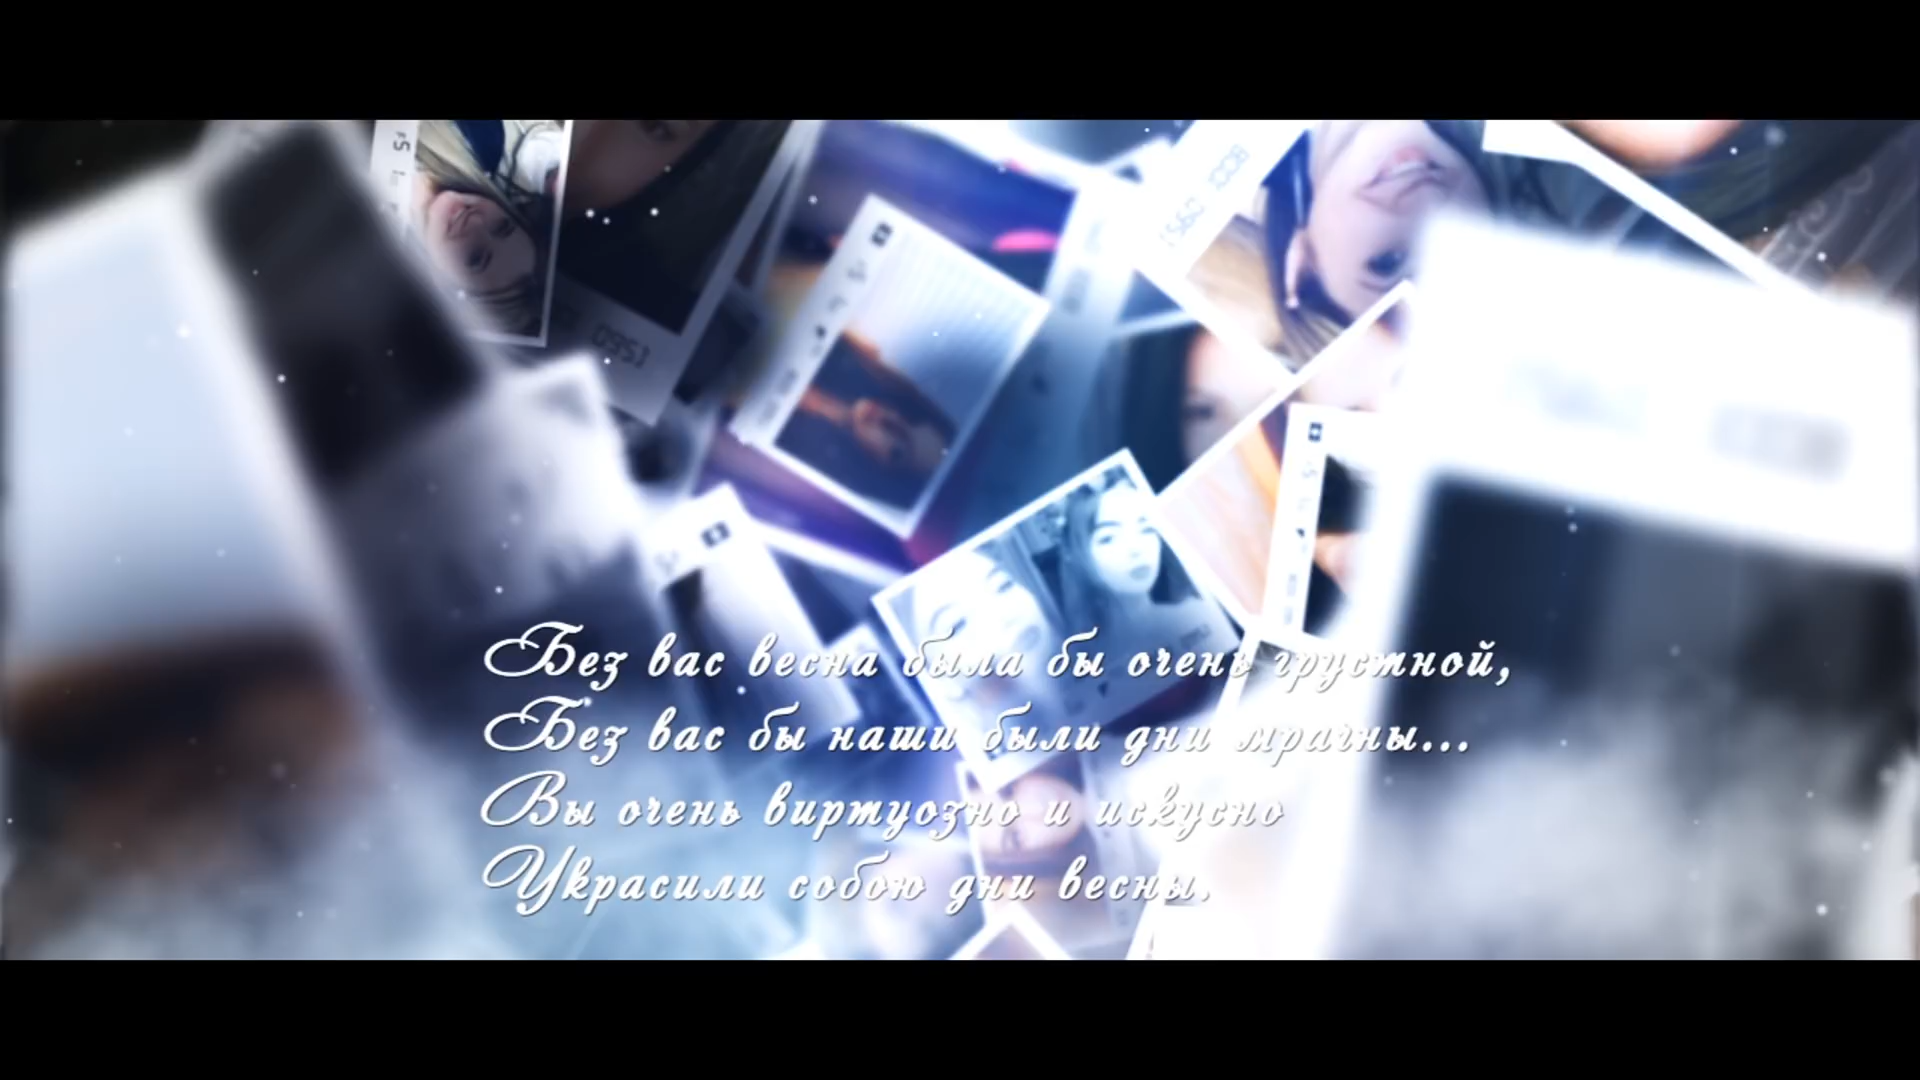 Без вас весна была бы очень грустной,
Без вас бы наши были дни мрачны...
Вы очень виртуозно и искусно
Украсили собою дни весны.